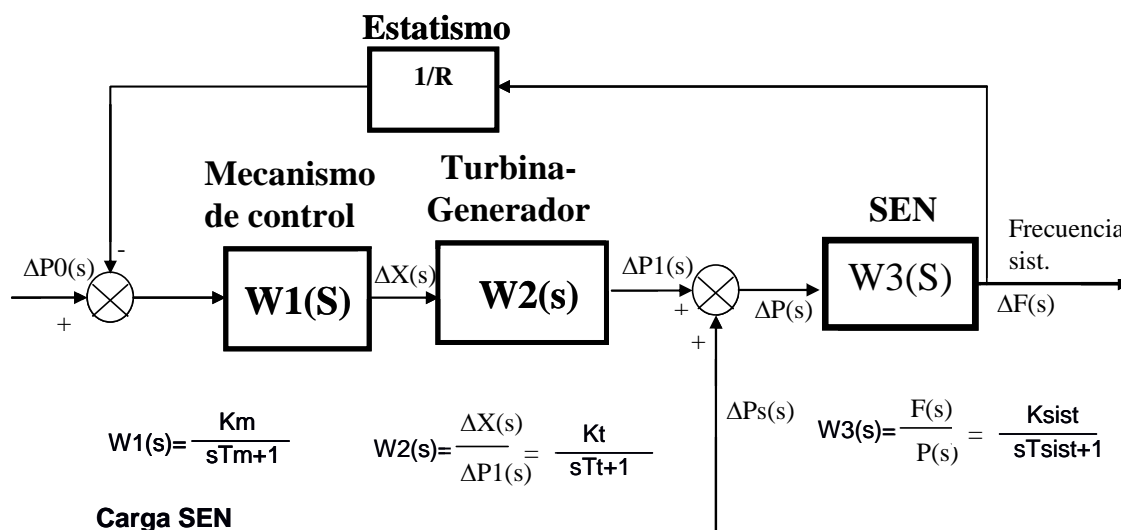 Estatismo
1/R
Mecanismo
de control
Turbina-
Generador
SEN
Frecuencia
sist.
ΔP0(s)
-
+
W1(S)
ΔX(s)
W2(s)
ΔP1(s)
+
+
ΔP(s)
W3(S)
ΔF(s)
ΔPs(s)
W1(s)= Km / sTm+1
W2(s)= ΔX(s) / ΔP1(s) = Kt / sTt+1
W3(s)= F(s) / P(s) = Ksist / sTsist+1
Carga SEN